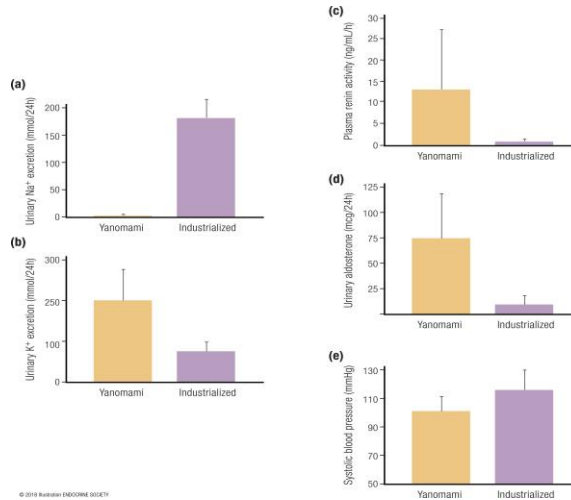 (a)
Urinary Na+ excretion (mmol/24h)
200
150
100
50
0
Yanomami Industrialized
(b)
Urinary K+ excretion (mmol/24h)
300
250
100
0
Yanomami Industrialized
(c)
Plasma renin activity (ng/mL/h)
30
25
20
15
10
5
0
Yanomami Industrialized
(d)
Urinary aldosterone (mcg/24h)
125
100
75
50
25
Yanomami Industrialized
(e)
Systolic blood pressure (mmHg)
130
110
90
70
50
Yanomami Industrialized
© 2018 Illustration ENDOCRINE SOCIETY